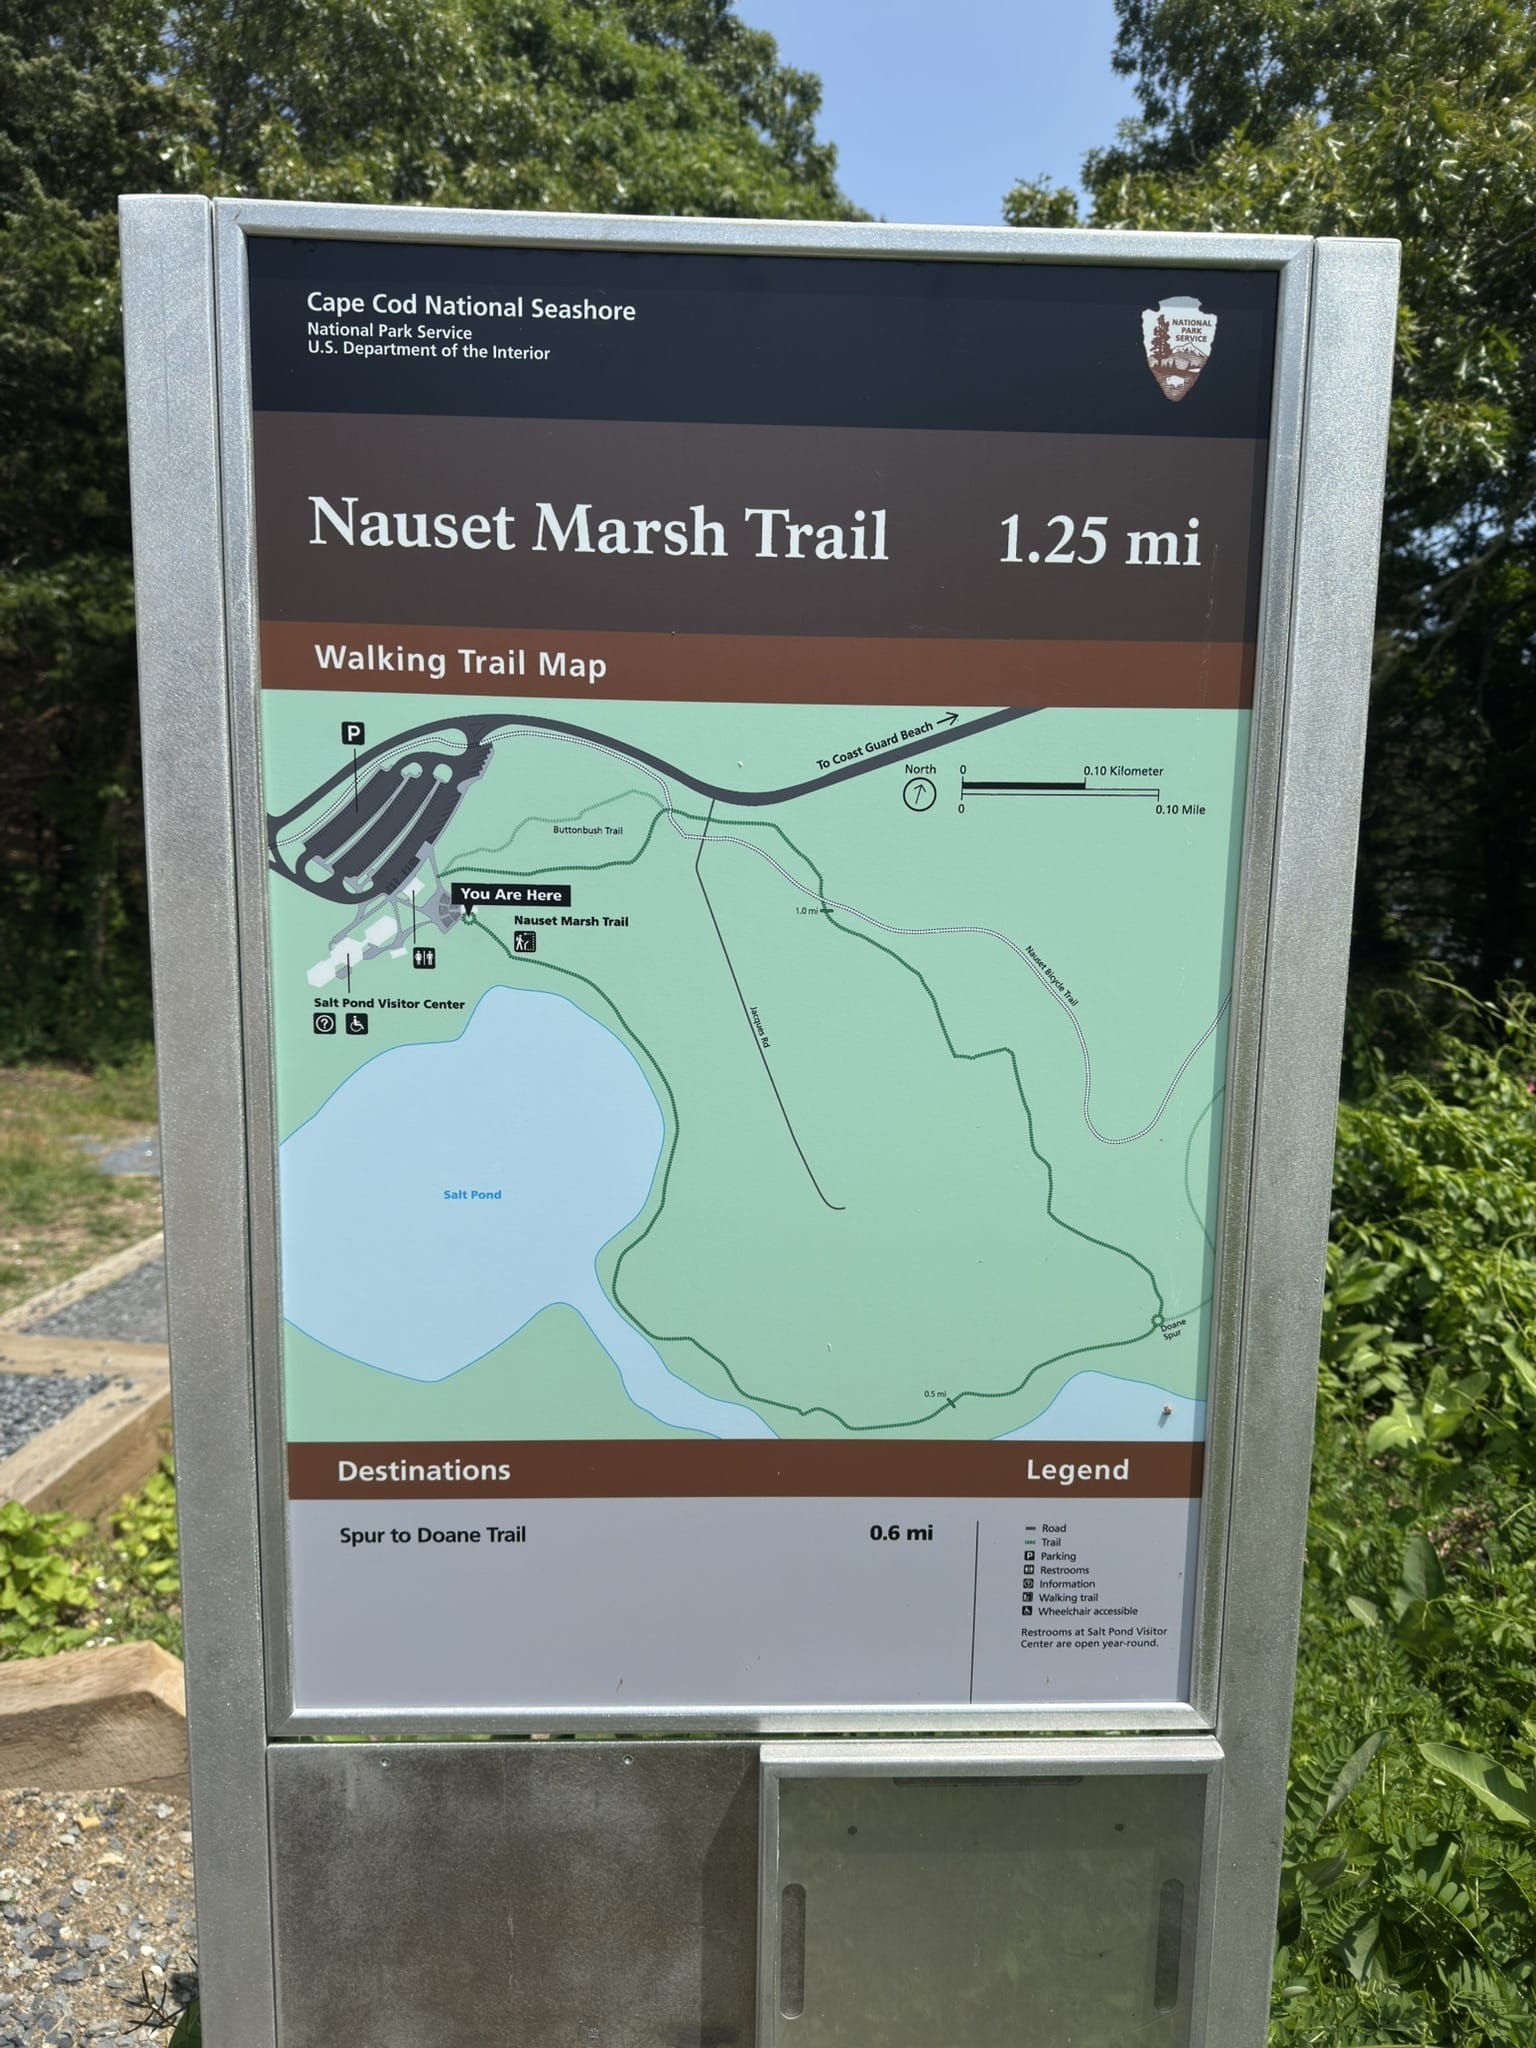 Cape Cod National Seashore
National Park Service
U.S. Department of the Interior
NATIONAL
PARK
SERVICE
Nauset Marsh Trail 1.25 mi
Walking Trail Map
P
To Coast Guard Beach
North
0 0.10 Kilometer
0 0.10 Mile
Buttonbush Trail
You Are Here
1.0 mi
Nauset Marsh Trail
Nauset Bicycle Trail
Salt Pond Visitor Center
?
Jacques Rd
Salt Pond
Doane
Spur
0.5 mi
Destinations
Legend
Spur to Doane Trail 0.6 mi
Road
Trail
P Parking
Restrooms
? Information
Walking trail
Wheelchair accessible
Restrooms at Salt Pond Visitor
Center are open year-round.